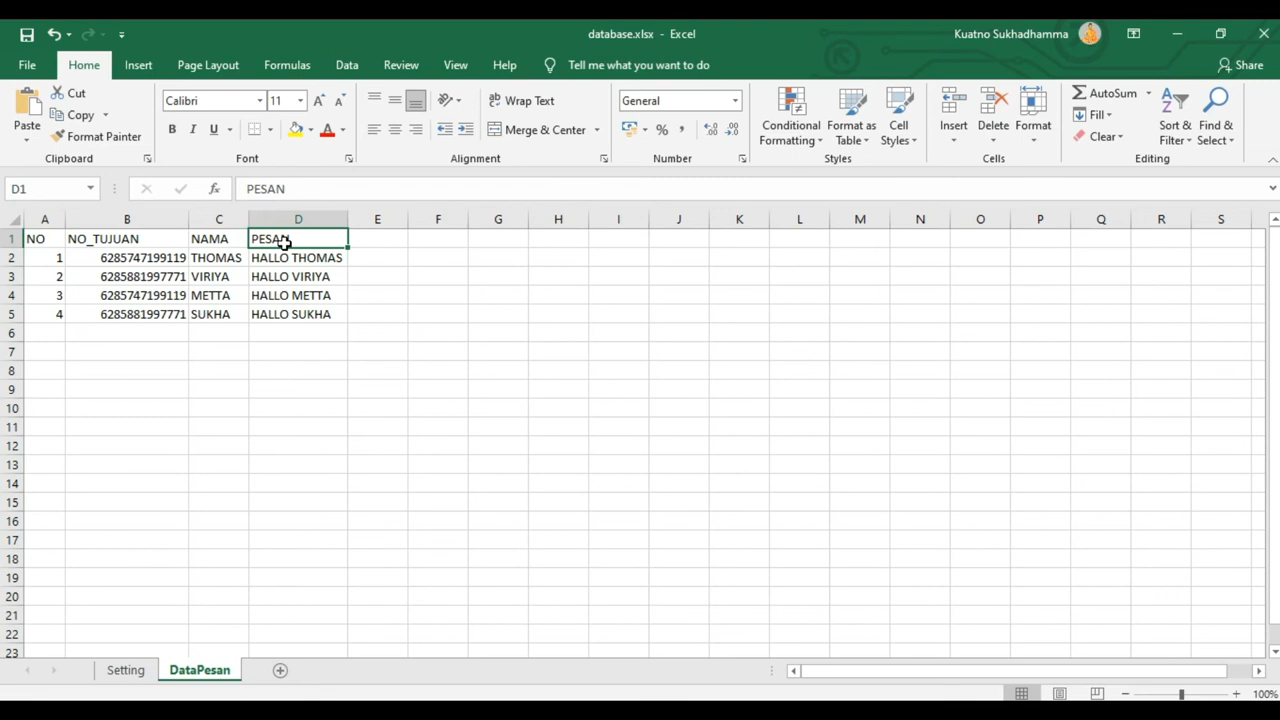 database.xlsx - Excel
Kuatno Sukhadhamma
File Home Insert Page Layout Formulas Data Review View Help Tell me what you want to do Share
Paste
Cut
Copy
Format Painter
Clipboard
Calibri 11
B I U
Font
Wrap Text
Merge & Center
Alignment
General
Number
Conditional Formatting
Format as Table
Cell Styles
Styles
Insert Delete Format
Cells
AutoSum
Fill
Clear
Sort & Filter
Find & Select
Editing
D1 fx PESAN
A B C D E F G H I J K L M N O P Q R S
1 NO NO_TUJUAN NAMA PESAN
2 1 6285747199119 THOMAS HALLO THOMAS
3 2 6285881997771 VIRIYA HALLO VIRIYA
4 3 6285747199119 METTA HALLO METTA
5 4 6285881997771 SUKHA HALLO SUKHA
6
7
8
9
10
11
12
13
14
15
16
17
18
19
20
21
22
23
Setting DataPesan
100%